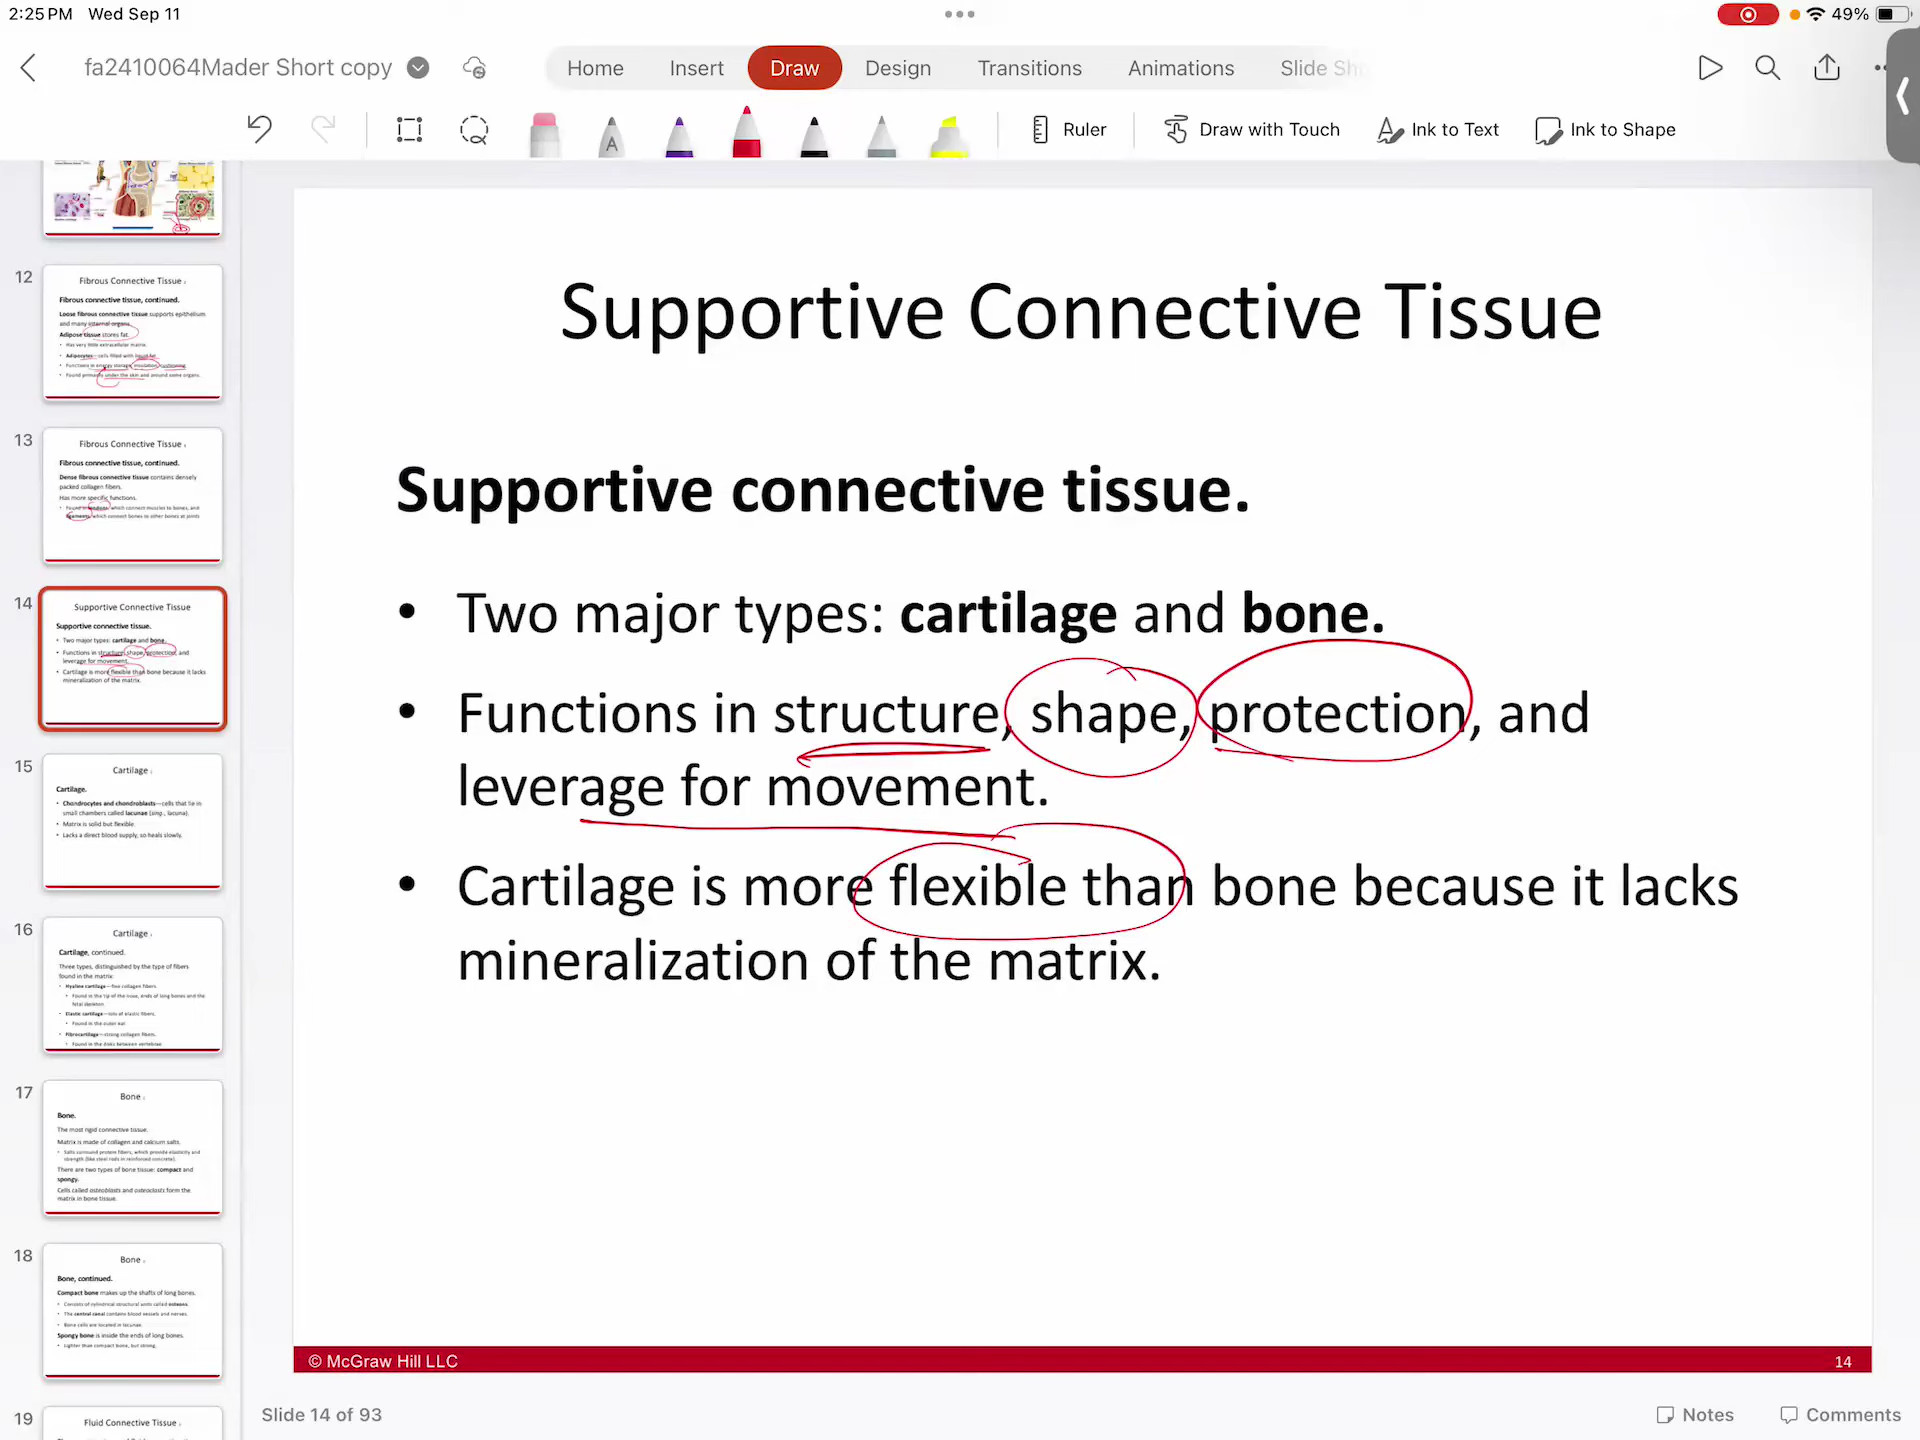 2:25 PM Wed Sep 11
49%
fa2410064Mader Short copy
Home Insert Draw Design Transitions Animations Slide Sho
A
Ruler Draw with Touch Ink to Text Ink to Shape
12
Fibrous Connective Tissue
Fibrous connective tissue, continued.
Loose fibrous connective tissue supports epithelium
and many internal organs.
Adipose tissue stores fat.
• Has very little extracellular matrix.
• Adipocytes—cells filled with liquid fat.
• Functions in energy storage, insulation, cushioning.
• Found primarily under the skin and around some organs.
13
Fibrous Connective Tissue
Fibrous connective tissue, continued.
Dense fibrous connective tissue contains densely
packed collagen fibers.
Has more specific functions.
• Found in tendons, which connect muscles to bones, and
ligaments, which connect bones to other bones at joints
14
Supportive Connective Tissue
Supportive connective tissue.
• Two major types: cartilage and bone.
• Functions in structure, shape, protection, and
leverage for movement.
• Cartilage is more flexible than bone because it lacks
mineralization of the matrix.
15
Cartilage
Cartilage.
• Chondrocytes and chondroblasts—cells that lie in
small chambers called lacunae (sing., lacuna).
• Matrix is solid but flexible.
• Lacks a direct blood supply, so heals slowly.
16
Cartilage
Cartilage, continued.
Three types, distinguished by the type of fibers
found in the matrix:
• Hyaline cartilage—fine collagen fibers.
• Found in the tip of the nose, ends of long bones and the
fetal skeleton.
• Elastic cartilage—lots of elastic fibers.
• Found in the outer ear.
• Fibrocartilage—strong collagen fibers.
• Found in the disks between vertebrae
17
Bone
Bone.
The most rigid connective tissue.
Matrix is made of collagen and calcium salts.
• Salts surround protein fibers, which provide elasticity and
strength (like steel rods in reinforced concrete).
There are two types of bone tissue: compact and
spongy.
Cells called osteoblasts and osteoclasts form the
matrix in bone tissue.
18
Bone
Bone, continued.
Compact bone makes up the shafts of long bones.
• Consists of cylindrical structural units called osteons.
• The central canal contains blood vessels and nerves.
• Bone cells are located in lacunae.
Spongy bone is inside the ends of long bones.
• Lighter than compact bone, but strong.
19
Fluid Connective Tissue
Supportive Connective Tissue
Supportive connective tissue.
• Two major types: cartilage and bone.
• Functions in structure, shape, protection, and
leverage for movement.
• Cartilage is more flexible than bone because it lacks
mineralization of the matrix.
© McGraw Hill LLC
14
Slide 14 of 93
Notes Comments